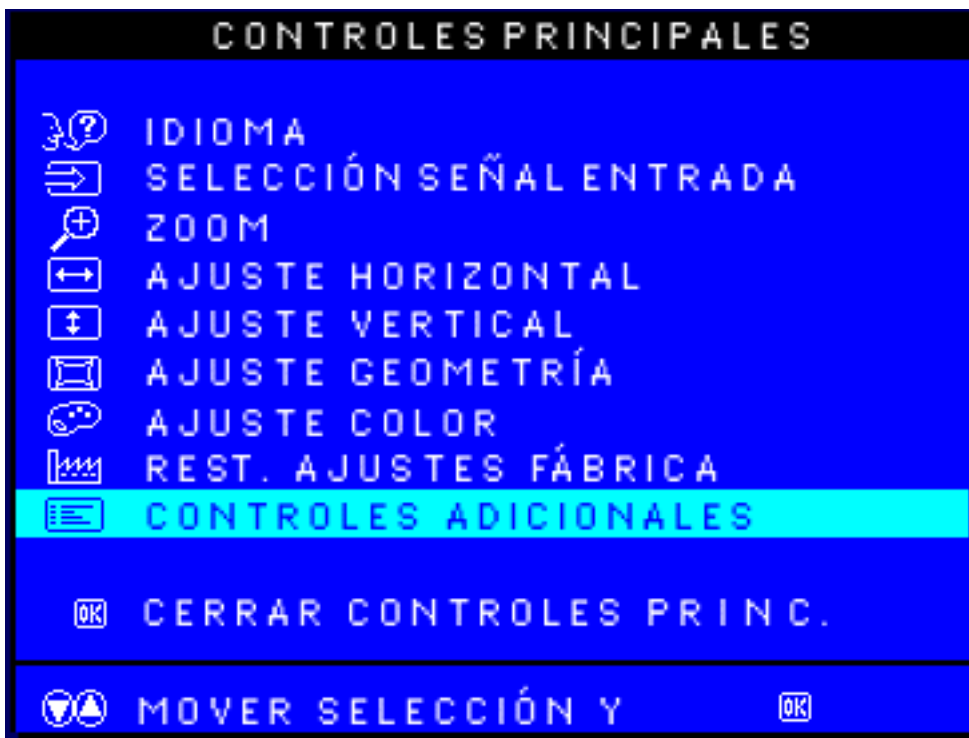 CONTROLES PRINCIPALES
IDIOMA
SELECCIÓN SEÑAL ENTRADA
ZOOM
AJUSTE HORIZONTAL
AJUSTE VERTICAL
AJUSTE GEOMETRÍA
AJUSTE COLOR
REST. AJUSTES FÁBRICA
CONTROLES ADICIONALES
OK CERRAR CONTROLES PRINC.
MOVER SELECCIÓN Y OK